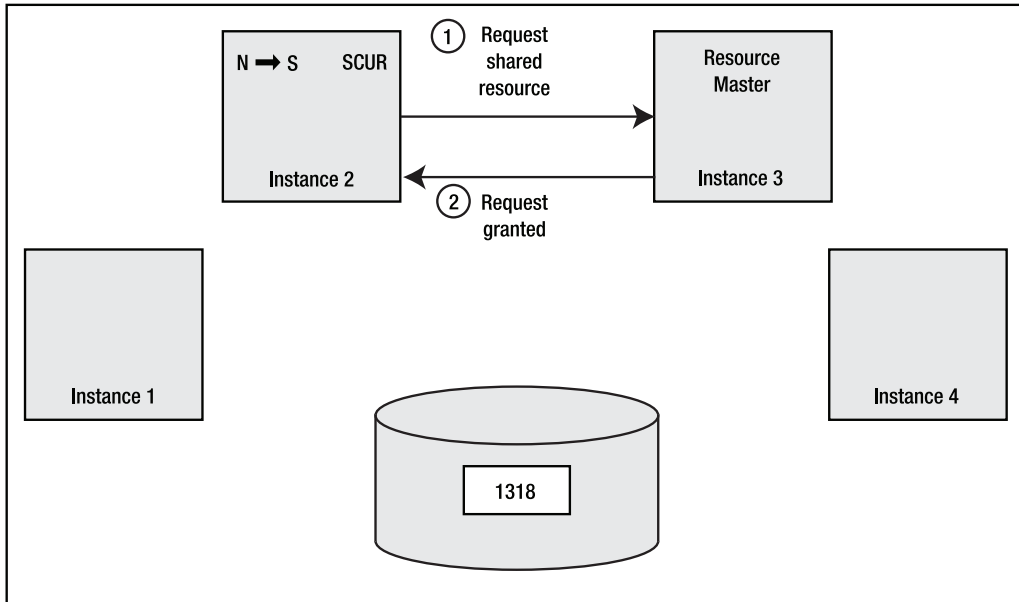 1 Request
shared
resource
N → S SCUR
Instance 2
Resource
Master
Instance 3
2 Request
granted
Instance 1
Instance 4
1318